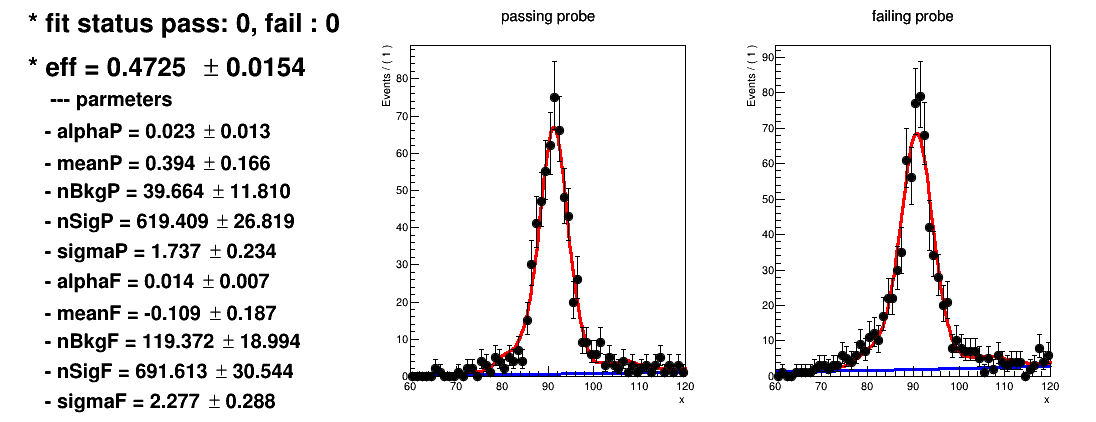 * fit status pass: 0, fail : 0
* eff = 0.4725 ± 0.0154
--- parmeters
- alphaP = 0.023 ± 0.013
- meanP = 0.394 ± 0.166
- nBkgP = 39.664 ± 11.810
- nSigP = 619.409 ± 26.819
- sigmaP = 1.737 ± 0.234
- alphaF = 0.014 ± 0.007
- meanF = -0.109 ± 0.187
- nBkgF = 119.372 ± 18.994
- nSigF = 691.613 ± 30.544
- sigmaF = 2.277 ± 0.288
passing probe
Events / ( 1 )
80
70
60
50
40
30
20
10
0
60 70 80 90 100 110 120
x
failing probe
Events / ( 1 )
90
80
70
60
50
40
30
20
10
0
60 70 80 90 100 110 120
x